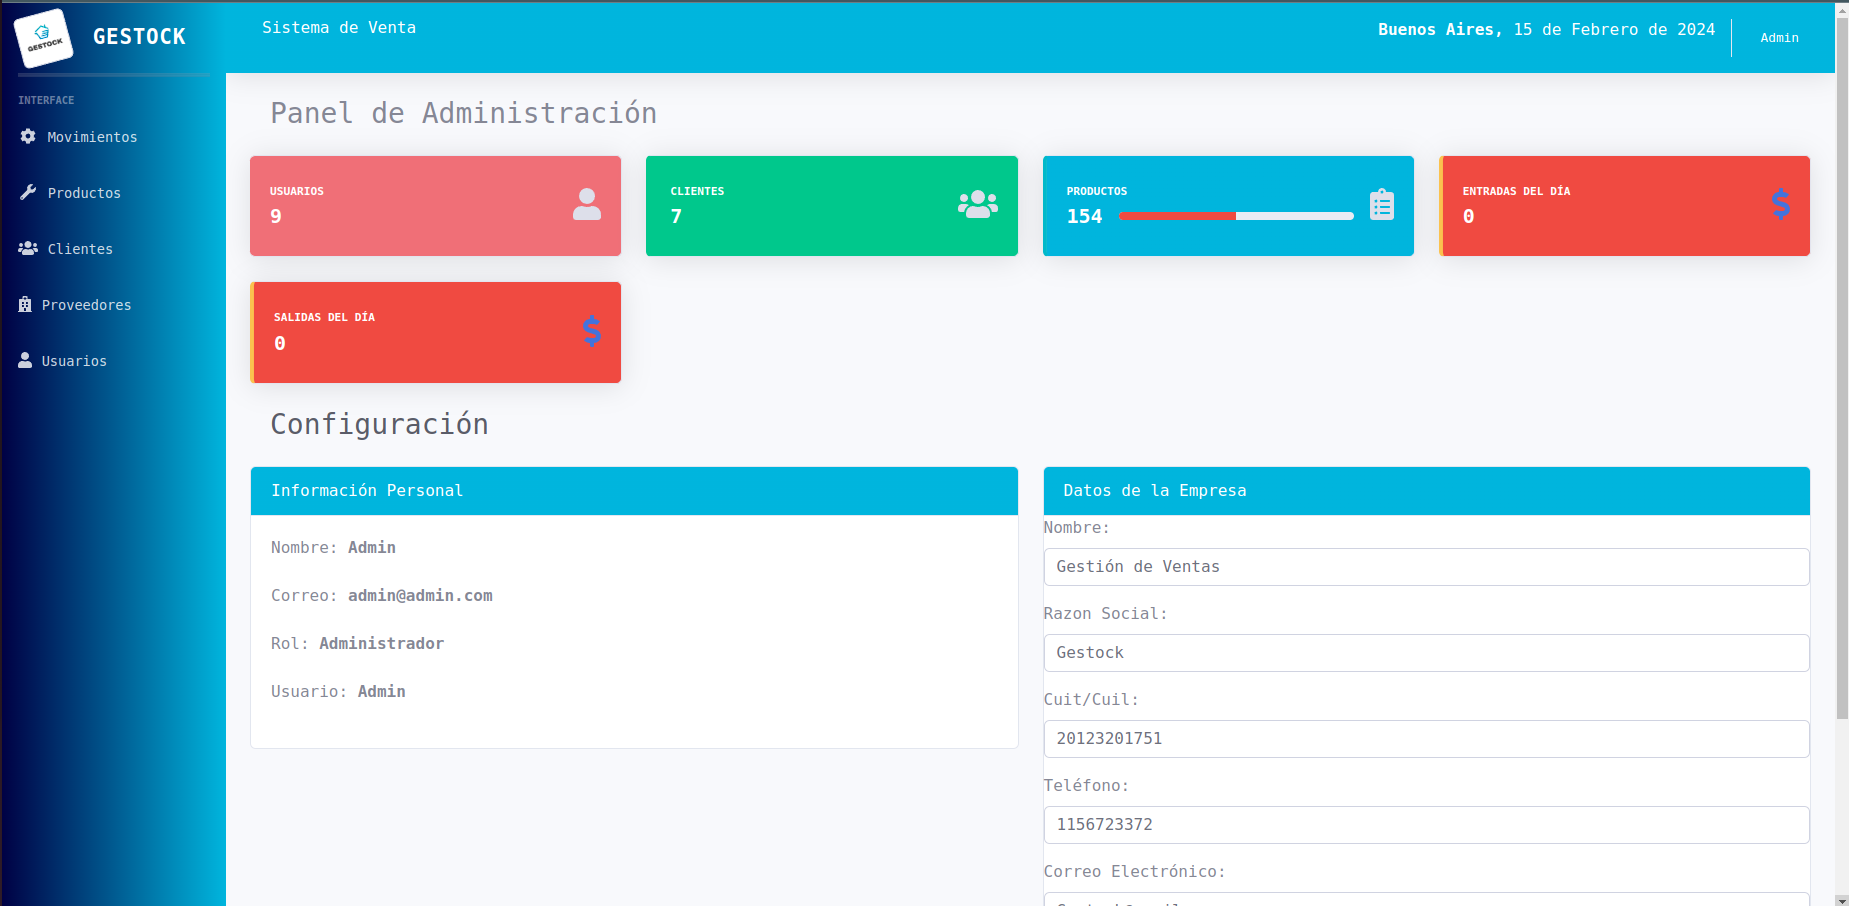 GESTOCK
GESTOCK
Sistema de Venta
Buenos Aires, 15 de Febrero de 2024
Admin
INTERFACE
Movimientos
Productos
Clientes
Proveedores
Usuarios
Panel de Administración
USUARIOS
9
CLIENTES
7
PRODUCTOS
154
ENTRADAS DEL DÍA
0
SALIDAS DEL DÍA
0
Configuración
Información Personal
Nombre: Admin
Correo: admin@admin.com
Rol: Administrador
Usuario: Admin
Datos de la Empresa
Nombre:
Gestión de Ventas
Razon Social:
Gestock
Cuit/Cuil:
20123201751
Teléfono:
1156723372
Correo Electrónico: